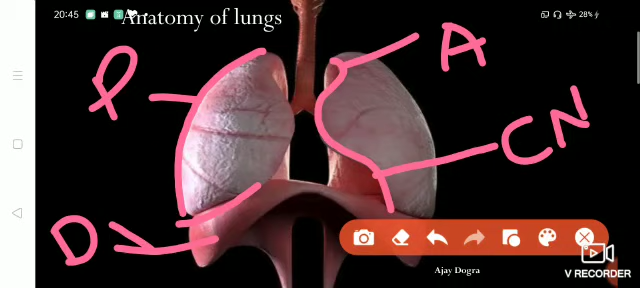 20:45
28%
Anatomy of lungs
A
P
CN
D
Ajay Dogra
V RECORDER